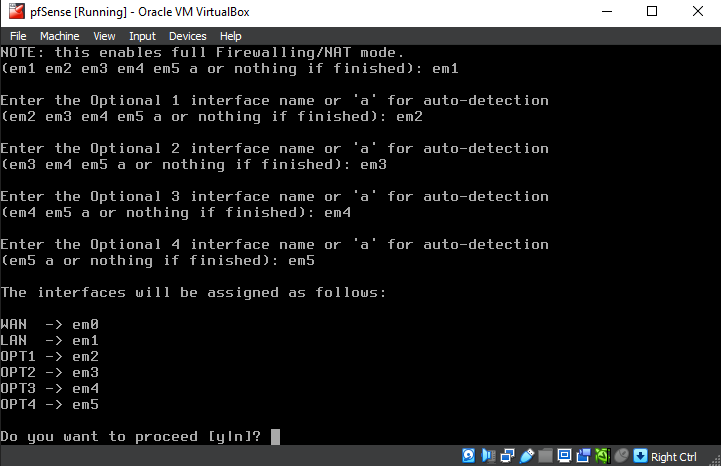 pfSense [Running] - Oracle VM VirtualBox
File Machine View Input Devices Help
NOTE: this enables full Firewalling/NAT mode.
(em1 em2 em3 em4 em5 a or nothing if finished): em1
Enter the Optional 1 interface name or 'a' for auto-detection
(em2 em3 em4 em5 a or nothing if finished): em2
Enter the Optional 2 interface name or 'a' for auto-detection
(em3 em4 em5 a or nothing if finished): em3
Enter the Optional 3 interface name or 'a' for auto-detection
(em4 em5 a or nothing if finished): em4
Enter the Optional 4 interface name or 'a' for auto-detection
(em5 a or nothing if finished): em5
The interfaces will be assigned as follows:
WAN -> em0
LAN -> em1
OPT1 -> em2
OPT2 -> em3
OPT3 -> em4
OPT4 -> em5
Do you want to proceed [y|n]?
Right Ctrl